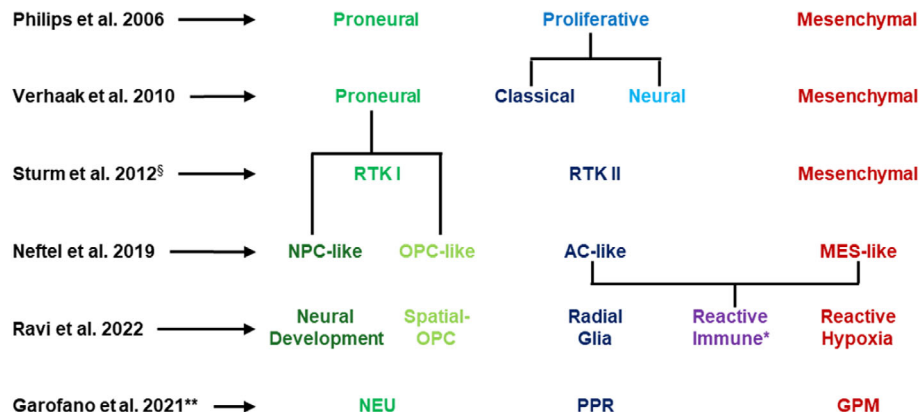 Philips et al. 2006 Proneural Proliferative Mesenchymal
Verhaak et al. 2010 Proneural Classical Neural Mesenchymal
Sturm et al. 2012§ RTK I RTK II Mesenchymal
Neftel et al. 2019 NPC-like OPC-like AC-like MES-like
Ravi et al. 2022 Neural Development Spatial-OPC Radial Glia Reactive Immune* Reactive Hypoxia
Garofano et al. 2021** NEU PPR GPM